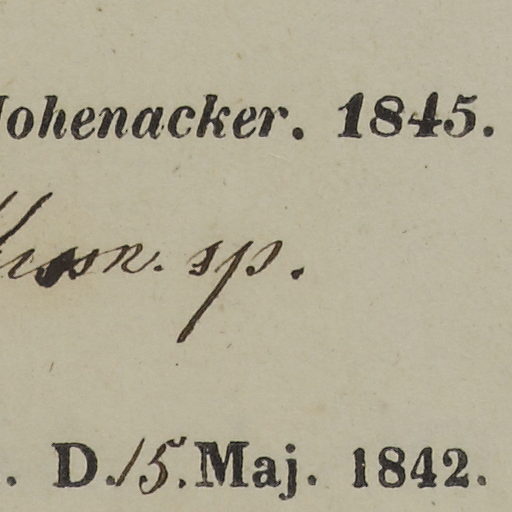 Hohenacker. 1845.
sp.
. D. 15. Maj. 1842.